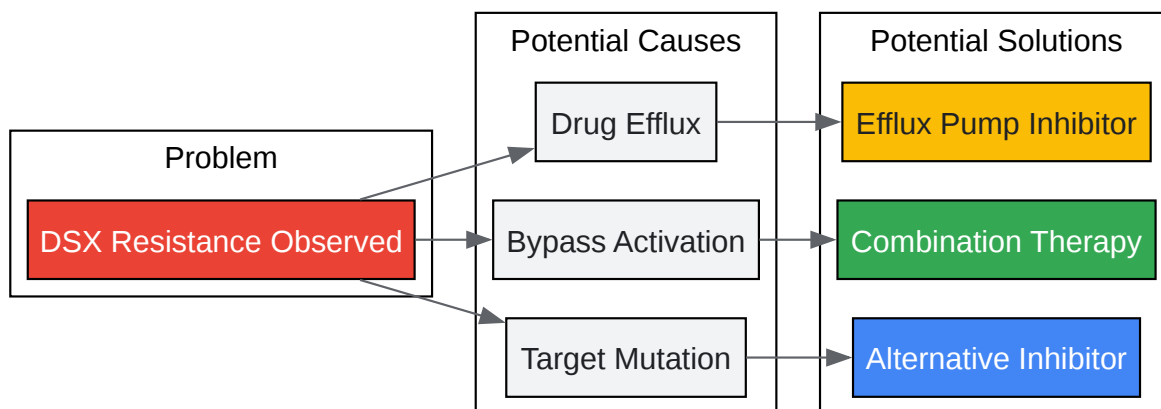 Problem
DSX Resistance Observed
Potential Causes
Drug Efflux
Bypass Activation
Target Mutation
Potential Solutions
Efflux Pump Inhibitor
Combination Therapy
Alternative Inhibitor